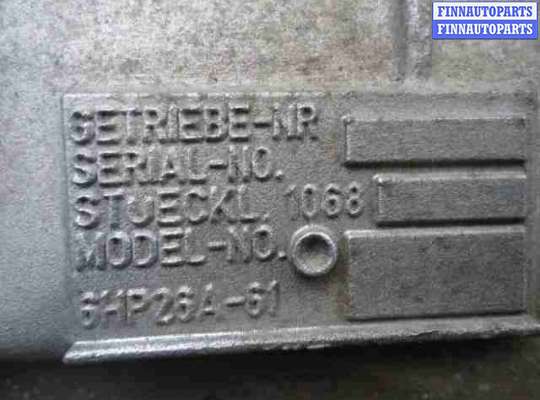 FINNAUTOPARTS
FINNAUTOPARTS
GETRIEBE-NR
SERIAL-NO.
STUECKL. 1068
MODEL-NO.
6HP26A-61